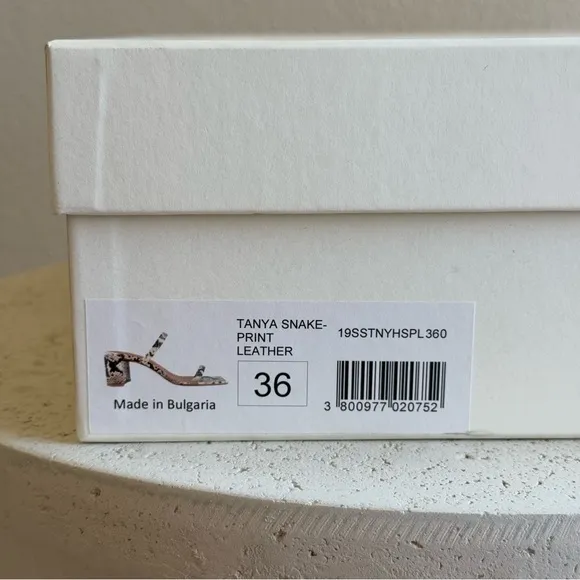 TANYA SNAKE-
PRINT
LEATHER
19SSTNYHSPL360
36
Made in Bulgaria
3 800977 020752